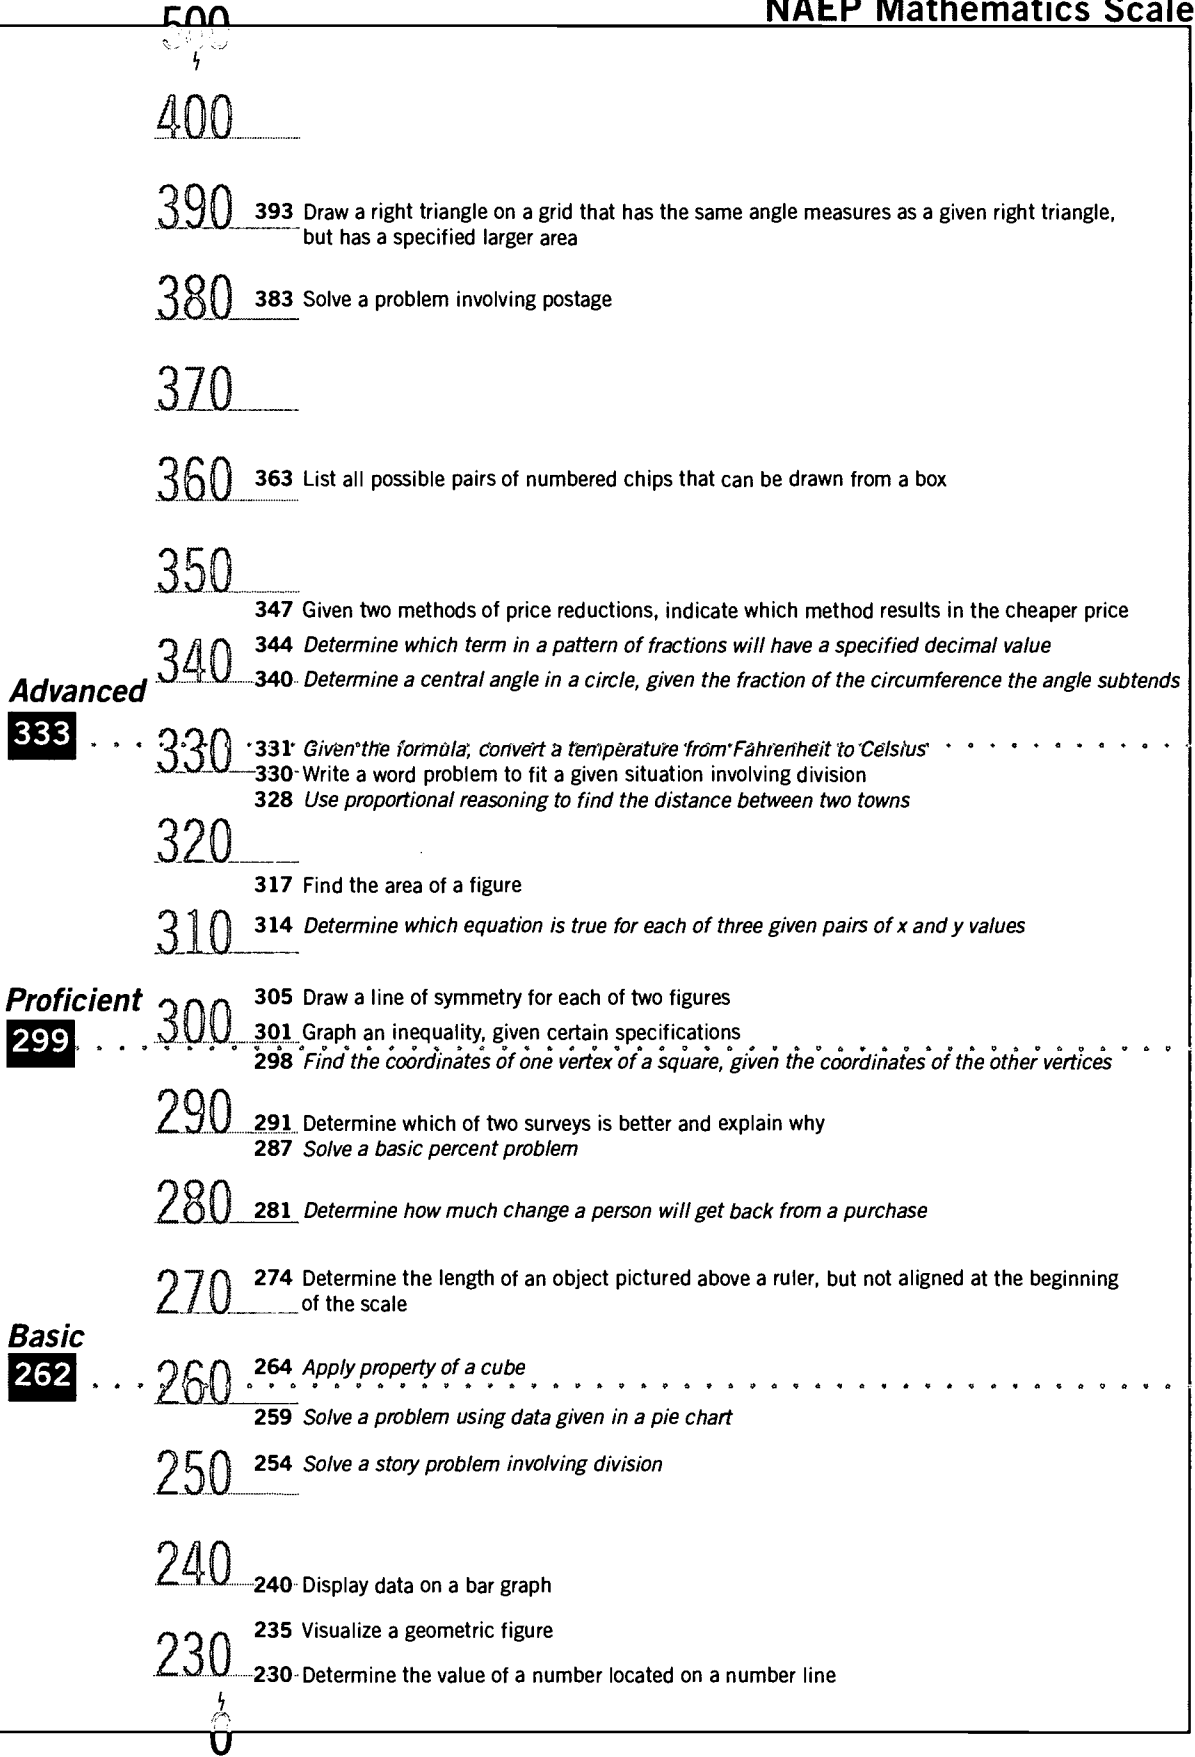 NAEP Mathematics Scale
500
400
390 393 Draw a right triangle on a grid that has the same angle measures as a given right triangle,
but has a specified larger area
380 383 Solve a problem involving postage
370
360 363 List all possible pairs of numbered chips that can be drawn from a box
350
347 Given two methods of price reductions, indicate which method results in the cheaper price
344 Determine which term in a pattern of fractions will have a specified decimal value
340
340 Determine a central angle in a circle, given the fraction of the circumference the angle subtends
Advanced
333
330 331 Given the formula, convert a temperature from Fahrenheit to Celsius
330 Write a word problem to fit a given situation involving division
328 Use proportional reasoning to find the distance between two towns
320
317 Find the area of a figure
310 314 Determine which equation is true for each of three given pairs of x and y values
Proficient
305 Draw a line of symmetry for each of two figures
300
299
301 Graph an inequality, given certain specifications
298 Find the coordinates of one vertex of a square, given the coordinates of the other vertices
290 291 Determine which of two surveys is better and explain why
287 Solve a basic percent problem
280 281 Determine how much change a person will get back from a purchase
270 274 Determine the length of an object pictured above a ruler, but not aligned at the beginning
of the scale
Basic
262
260 264 Apply property of a cube
259 Solve a problem using data given in a pie chart
250 254 Solve a story problem involving division
240
240 Display data on a bar graph
235 Visualize a geometric figure
230
230 Determine the value of a number located on a number line
0